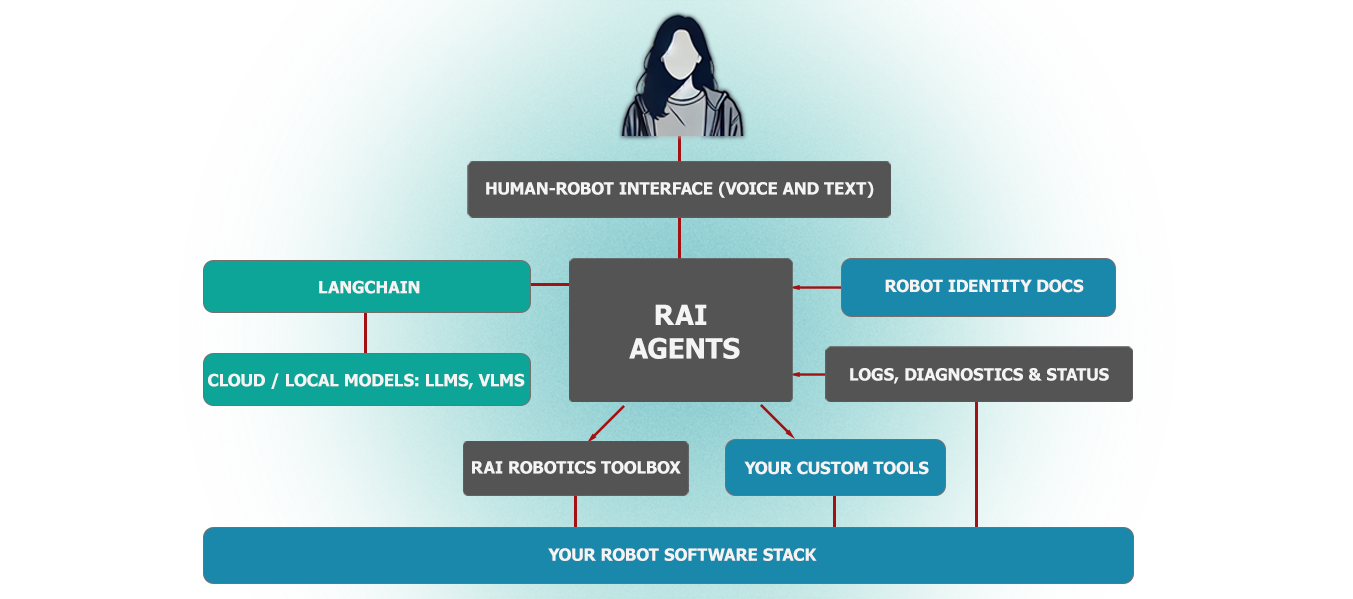 HUMAN-ROBOT INTERFACE (VOICE AND TEXT)
LANGCHAIN
RAI
AGENTS
ROBOT IDENTITY DOCS
CLOUD / LOCAL MODELS: LLMS, VLMS
LOGS, DIAGNOSTICS & STATUS
RAI ROBOTICS TOOLBOX
YOUR CUSTOM TOOLS
YOUR ROBOT SOFTWARE STACK